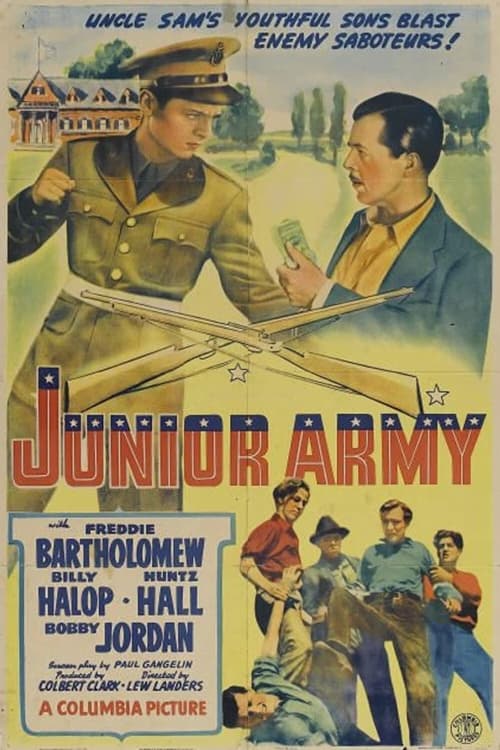 UNCLE SAM'S YOUTHFUL SONS BLAST
ENEMY SABOTEURS!
JUNIOR ARMY
with
FREDDIE
BARTHOLOMEW
BILLY HUNTZ
HALOP · HALL
BOBBY JORDAN
Screen play by PAUL GANGELIN
Produced by Directed by
COLBERT CLARK · LEW LANDERS
A COLUMBIA PICTURE
COLUMBIA